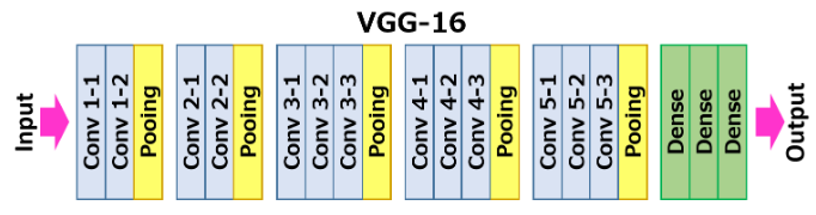 VGG-16
Input
Conv 1-1
Conv 1-2
Pooing
Conv 2-1
Conv 2-2
Pooing
Conv 3-1
Conv 3-2
Conv 3-3
Pooing
Conv 4-1
Conv 4-2
Conv 4-3
Pooing
Conv 5-1
Conv 5-2
Conv 5-3
Pooing
Dense
Dense
Dense
Output